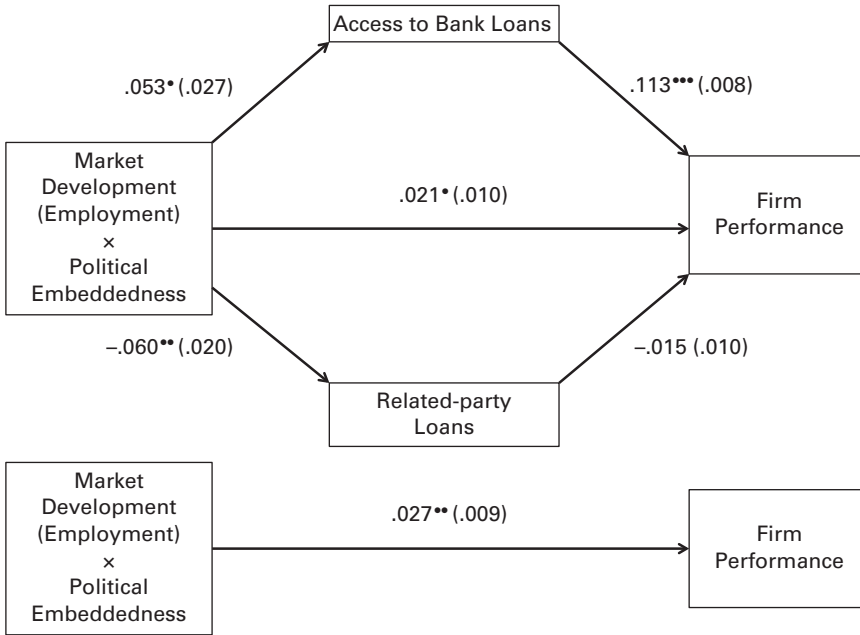 Access to Bank Loans
.053• (.027)
.113••• (.008)
Market
Development
(Employment)
×
Political
Embeddedness
.021• (.010)
Firm
Performance
–.060•• (.020)
–.015 (.010)
Related-party
Loans
Market
Development
(Employment)
×
Political
Embeddedness
.027•• (.009)
Firm
Performance